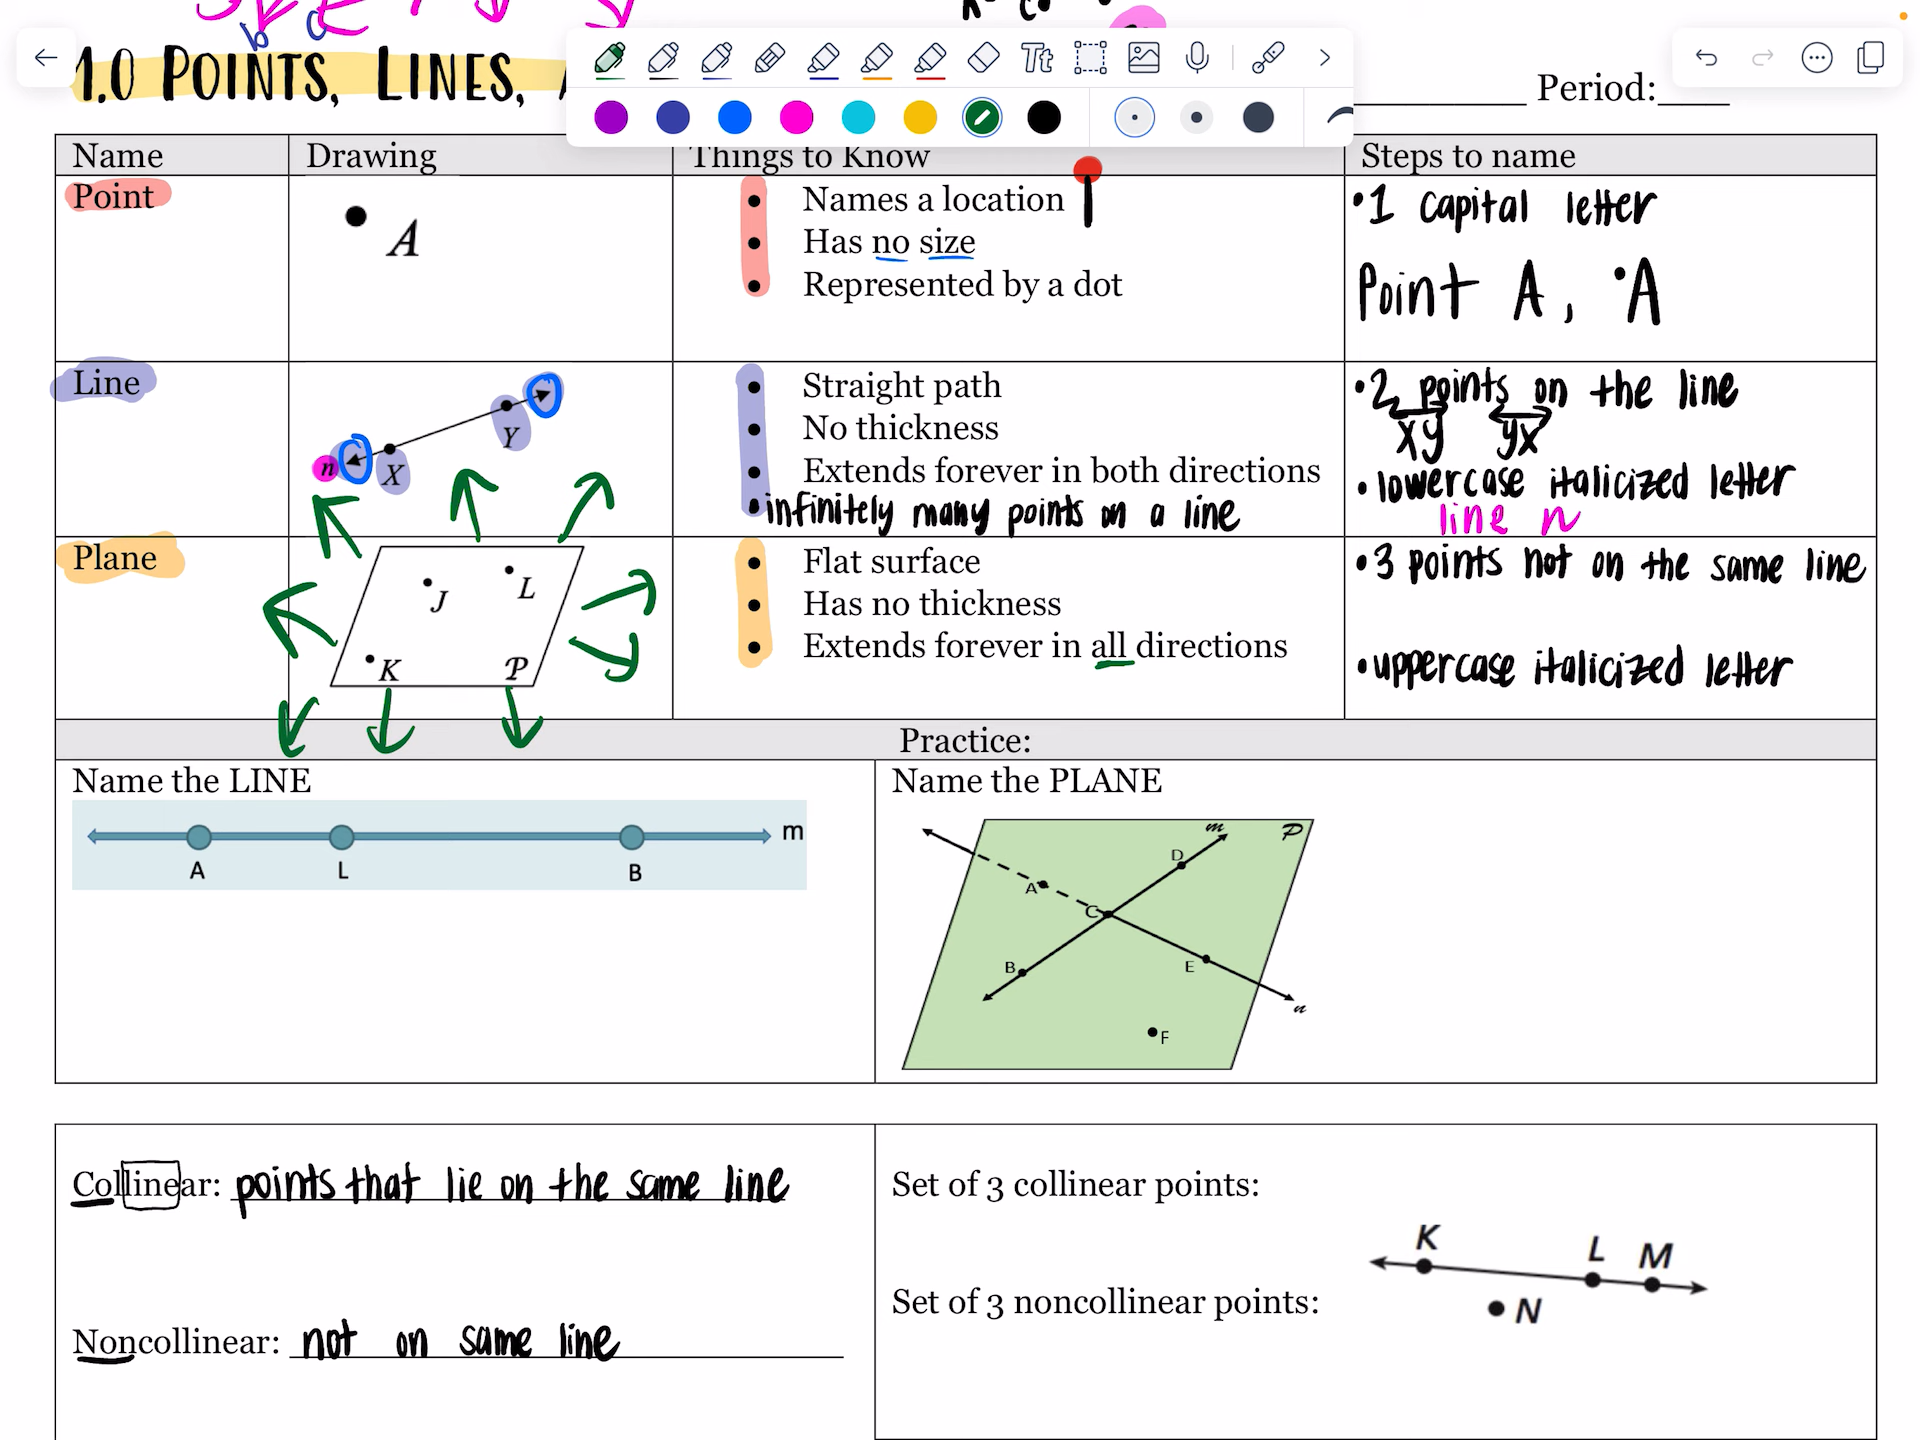 b c
1.0 POINTS, LINES,
Tt
Period:
Name Drawing Things to Know Steps to name
Point
A
• Names a location
• Has no size
• Represented by a dot
•1 capital letter
Point A, •A
Line
n X Y
• Straight path
• No thickness
• Extends forever in both directions
• infinitely many points on a line
•2 points on the line
xy yx
•lowercase italicized letter
line n
Plane
J L
K P
• Flat surface
• Has no thickness
• Extends forever in all directions
•3 points not on the same line
•uppercase italicized letter
Practice:
Name the LINE
m
A L B
Name the PLANE
m P
D
A
C
B E
n
F
Collinear: points that lie on the same line
Noncollinear: not on same line
Set of 3 collinear points:
K L M
Set of 3 noncollinear points:
N